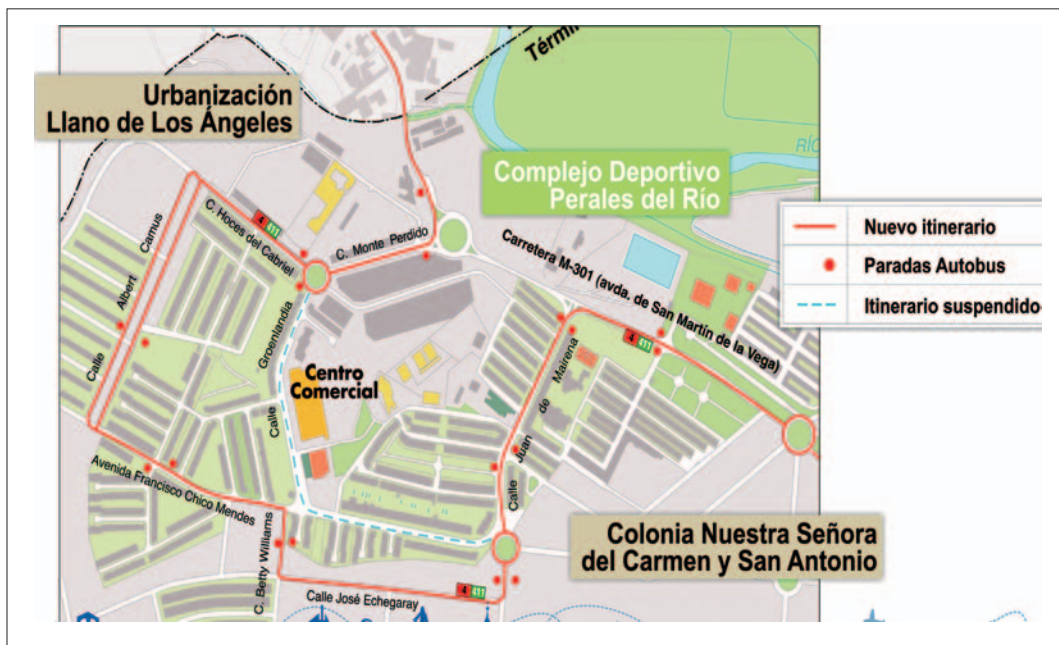 Término
Urbanización
Llano de Los Ángeles
Complejo Deportivo
Perales del Río
RÍO
Nuevo itinerario
Paradas Autobus
Itinerario suspendido
C. Hoces del Cabriel
4 411
C. Monte Perdido
Carretera M-301 (avda. de San Martín de la Vega)
4 411
Calle Albert Camus
Calle Groenlandia
Centro
Comercial
Calle Juan de Mairena
Avenida Francisco Chico Mendes
C. Betty Williams
Calle José Echegaray
4 411
Colonia Nuestra Señora
del Carmen y San Antonio